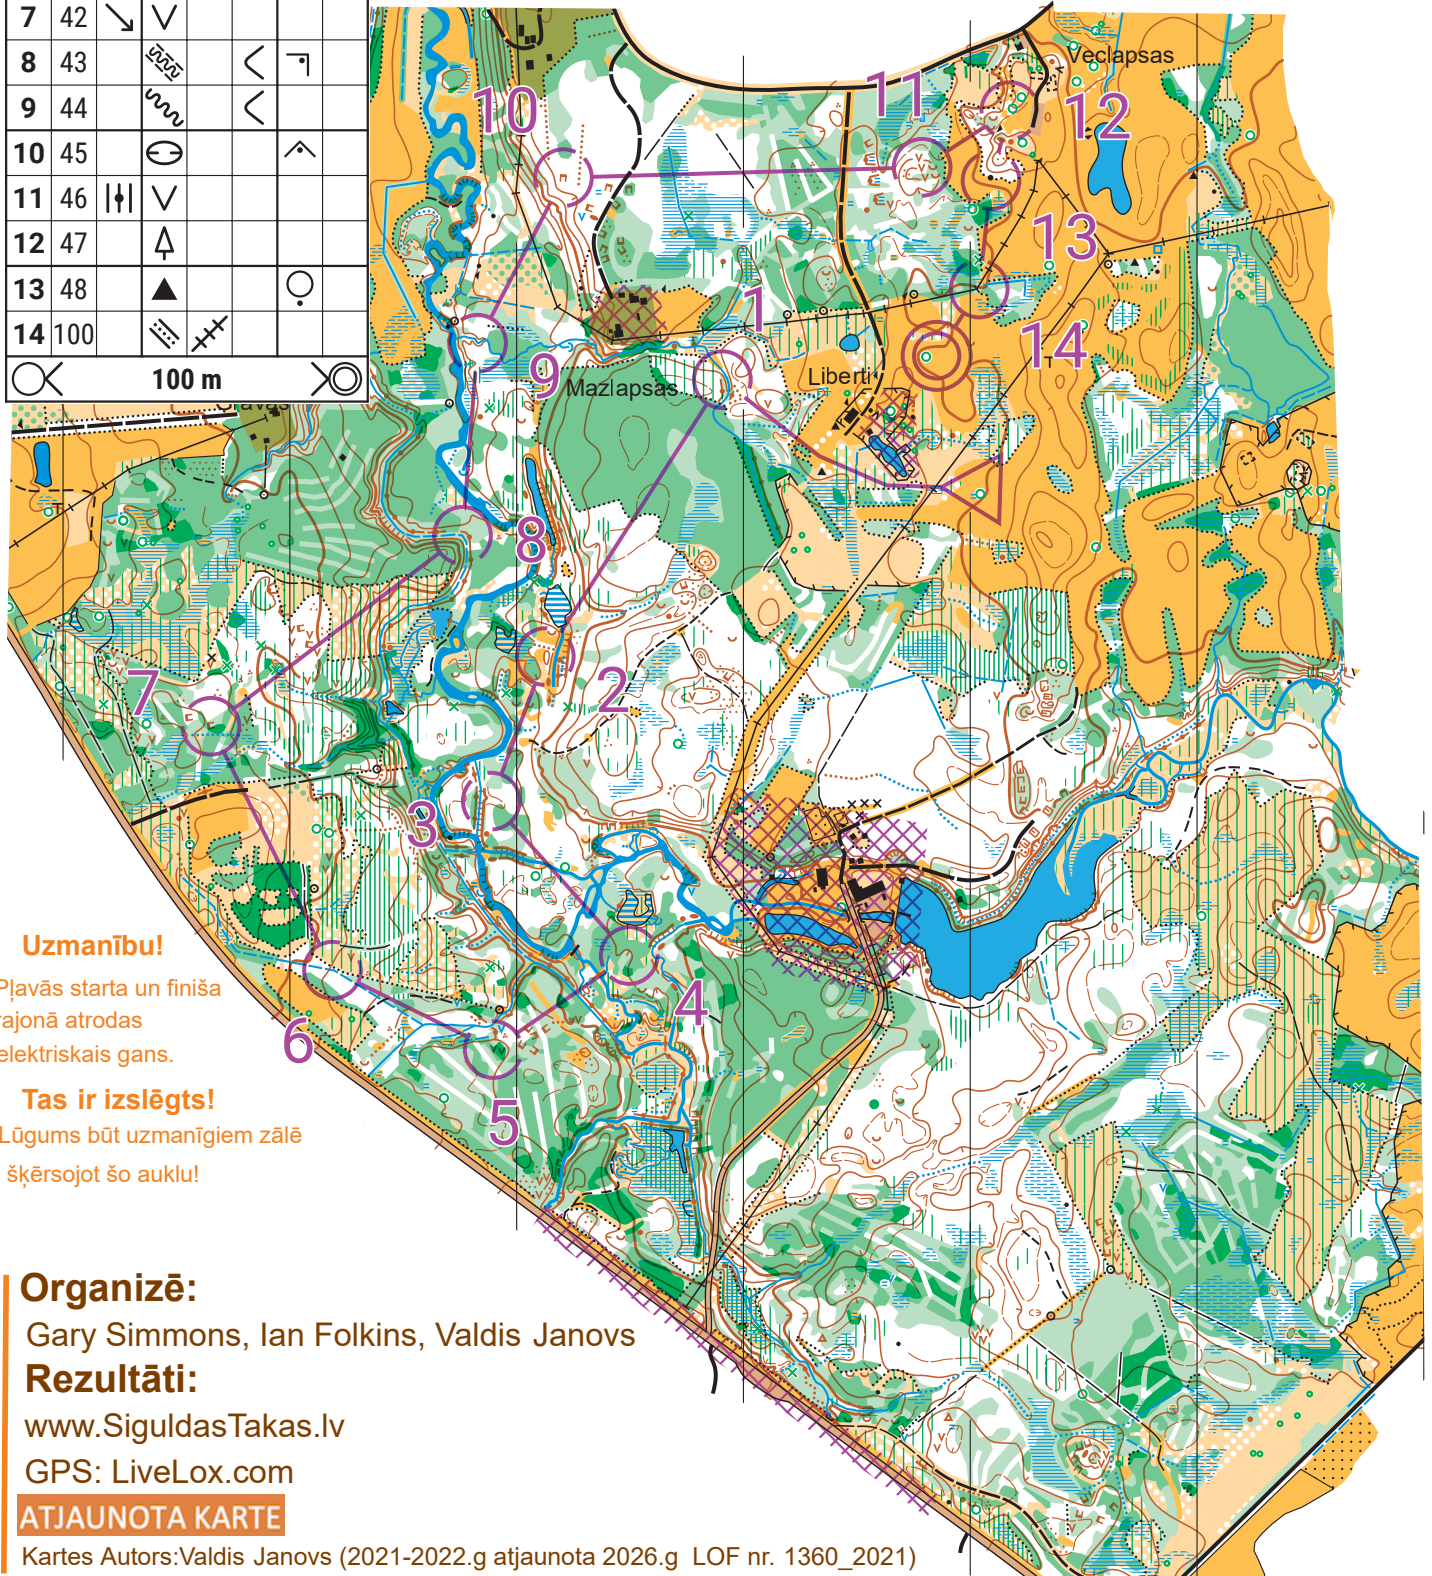 7 42
8 43
9 44
10 45
11 46
12 47
13 48
14 100
100 m
Veclapsas
10
11
12
13
1
14
9
Mazlapsas
Liberti
8
7
2
3
4
6
5
Uzmanību!
Pļavās starta un finiša
rajonā atrodas
elektriskais gans.
Tas ir izslēgts!
Lūgums būt uzmanīgiem zālē
šķērsojot šo auklu!
Organizē:
Gary Simmons, Ian Folkins, Valdis Janovs
Rezultāti:
www.SiguldasTakas.lv
GPS: LiveLox.com
ATJAUNOTA KARTE
Kartes Autors:Valdis Janovs (2021-2022.g atjaunota 2026.g LOF nr. 1360_2021)